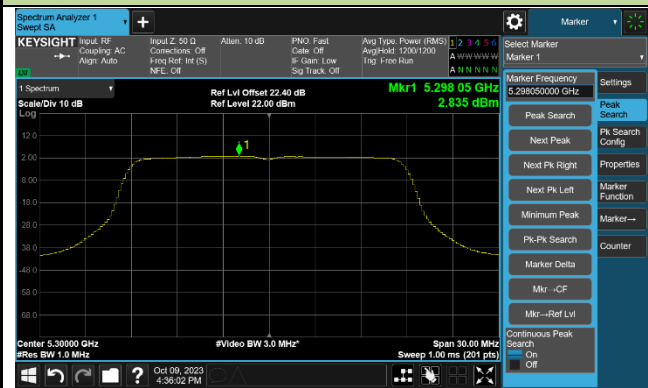 Spectrum Analyzer 1
Swept SA
+
Marker
KEYSIGHT
Input: RF
Coupling: AC
Align: Auto
Input Z: 50 Ω
Corrections: Off
Freq Ref: Int (S)
NFE: Off
Atten: 10 dB
PNO: Fast
Gate: Off
IF Gain: Low
Sig Track: Off
Avg Type: Power (RMS)
Avg|Hold: 1200/1200
Trig: Free Run
1 2 3 4 5 6
A W W W W W
A N N N N N
Select Marker
Marker 1
1 Spectrum
Scale/Div 10 dB
Log
Ref Lvl Offset 22.40 dB
Ref Level 22.00 dBm
Mkr1 5.298 05 GHz
2.835 dBm
Marker Frequency
5.298050000 GHz
Peak Search
Next Peak
Next Pk Right
Next Pk Left
Minimum Peak
Pk-Pk Search
Marker Delta
Mkr→CF
Mkr→Ref Lvl
Continuous Peak
Search
On
Off
Settings
Peak
Search
Pk Search
Config
Properties
Marker
Function
Marker→
Counter
12.0
2.00
-8.00
-18.0
-28.0
-38.0
-48.0
-58.0
-68.0
1
Center 5.30000 GHz
#Res BW 1.0 MHz
#Video BW 3.0 MHz*
Span 30.00 MHz
Sweep 1.00 ms (201 pts)
?
Oct 09, 2023
4:36:02 PM